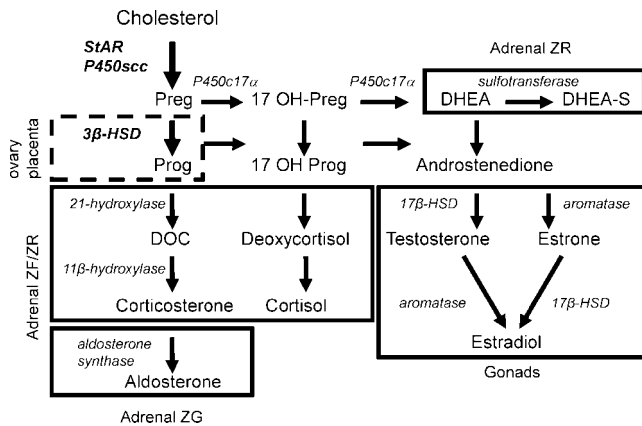 Cholesterol
StAR
P450scc
Adrenal ZR
P450c17α
P450c17α
sulfotransferase
Preg
17 OH-Preg
DHEA
DHEA-S
ovary
placenta
3β-HSD
Prog
17 OH Prog
Androstenedione
Adrenal ZF/ZR
21-hydroxylase
17β-HSD
aromatase
DOC
Deoxycortisol
Testosterone
Estrone
11β-hydroxylase
Corticosterone
Cortisol
aromatase
17β-HSD
aldosterone
synthase
Estradiol
Aldosterone
Gonads
Adrenal ZG